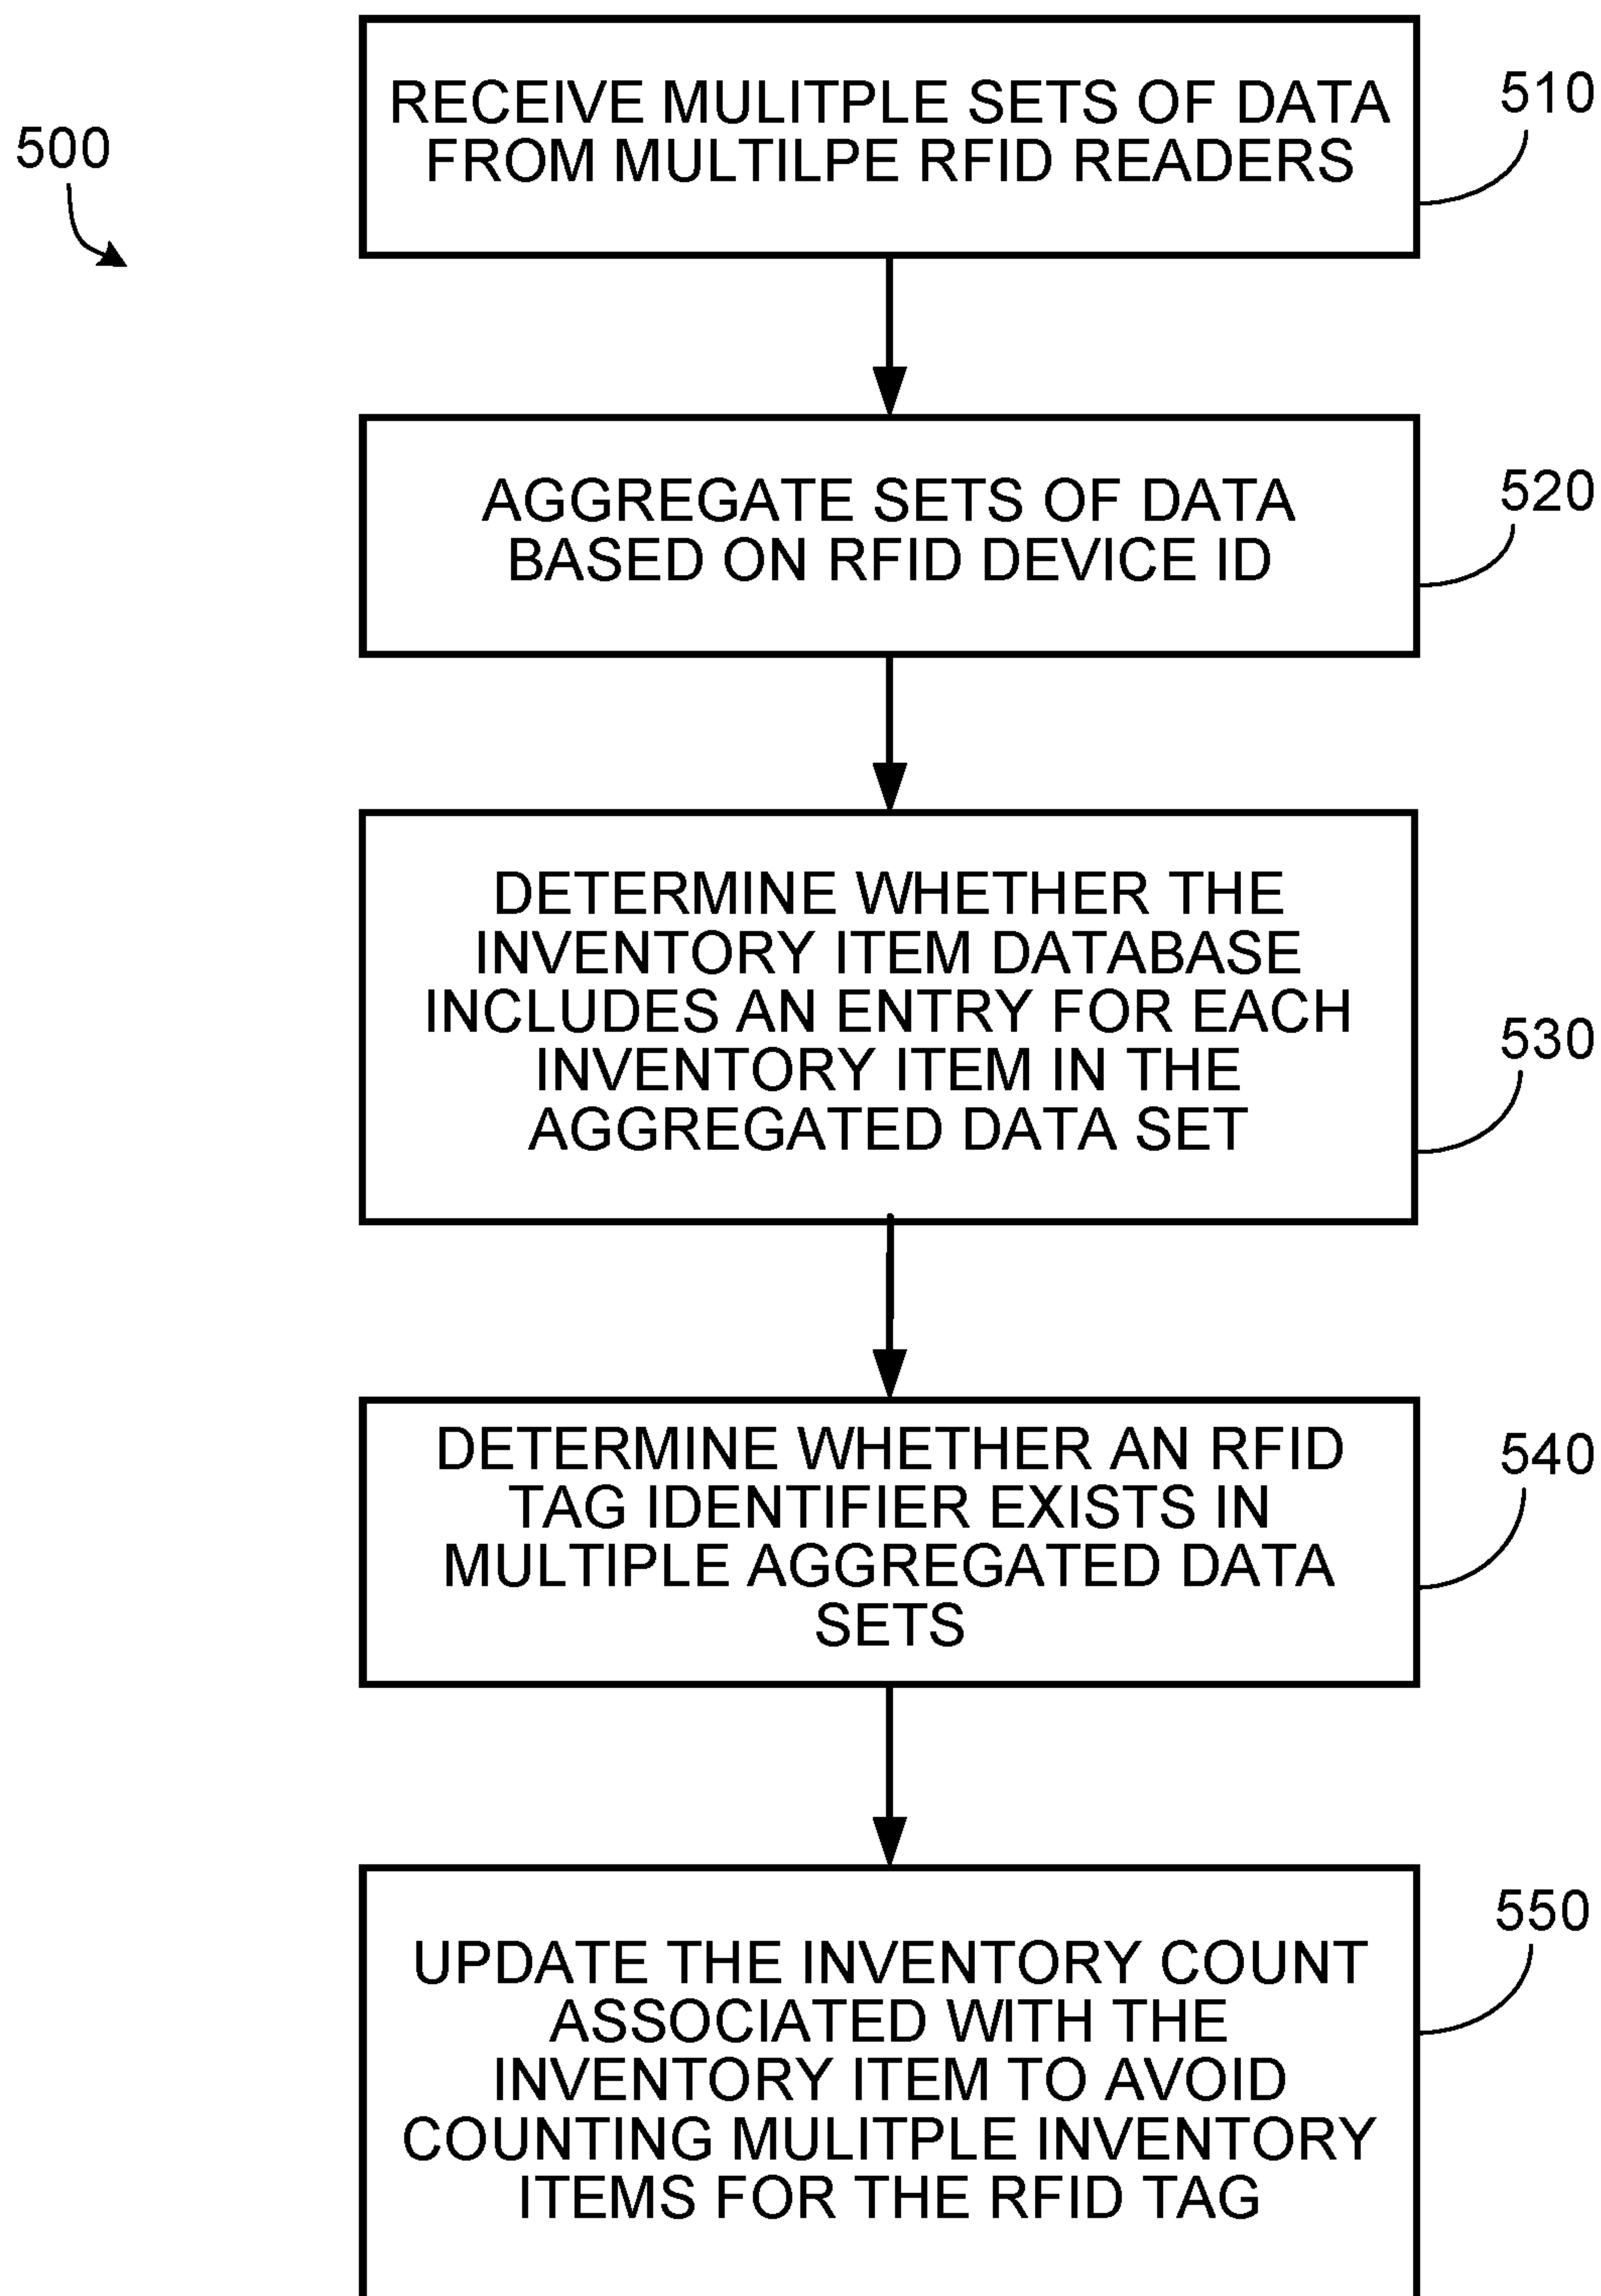 500
RECEIVE MULITPLE SETS OF DATA
FROM MULTILPE RFID READERS
510
AGGREGATE SETS OF DATA
BASED ON RFID DEVICE ID
520
DETERMINE WHETHER THE
INVENTORY ITEM DATABASE
INCLUDES AN ENTRY FOR EACH
INVENTORY ITEM IN THE
AGGREGATED DATA SET
530
DETERMINE WHETHER AN RFID
TAG IDENTIFIER EXISTS IN
MULTIPLE AGGREGATED DATA
SETS
540
UPDATE THE INVENTORY COUNT
ASSOCIATED WITH THE
INVENTORY ITEM TO AVOID
COUNTING MULITPLE INVENTORY
ITEMS FOR THE RFID TAG
550